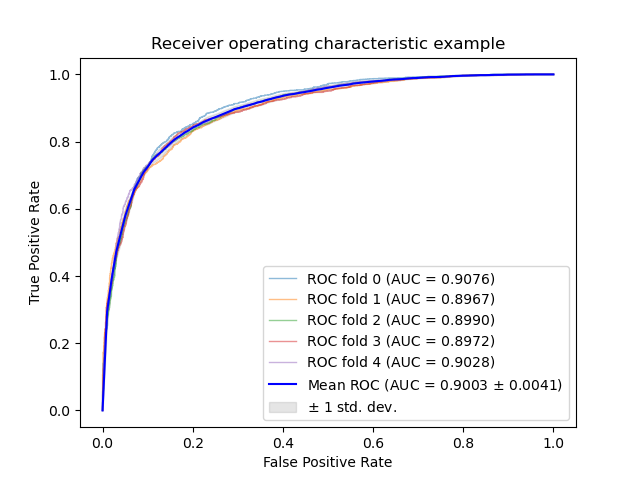 Receiver operating characteristic example
True Positive Rate
1.0
0.8
0.6
0.4
0.2
0.0
ROC fold 0 (AUC = 0.9076)
ROC fold 1 (AUC = 0.8967)
ROC fold 2 (AUC = 0.8990)
ROC fold 3 (AUC = 0.8972)
ROC fold 4 (AUC = 0.9028)
Mean ROC (AUC = 0.9003 ± 0.0041)
± 1 std. dev.
0.0 0.2 0.4 0.6 0.8 1.0
False Positive Rate